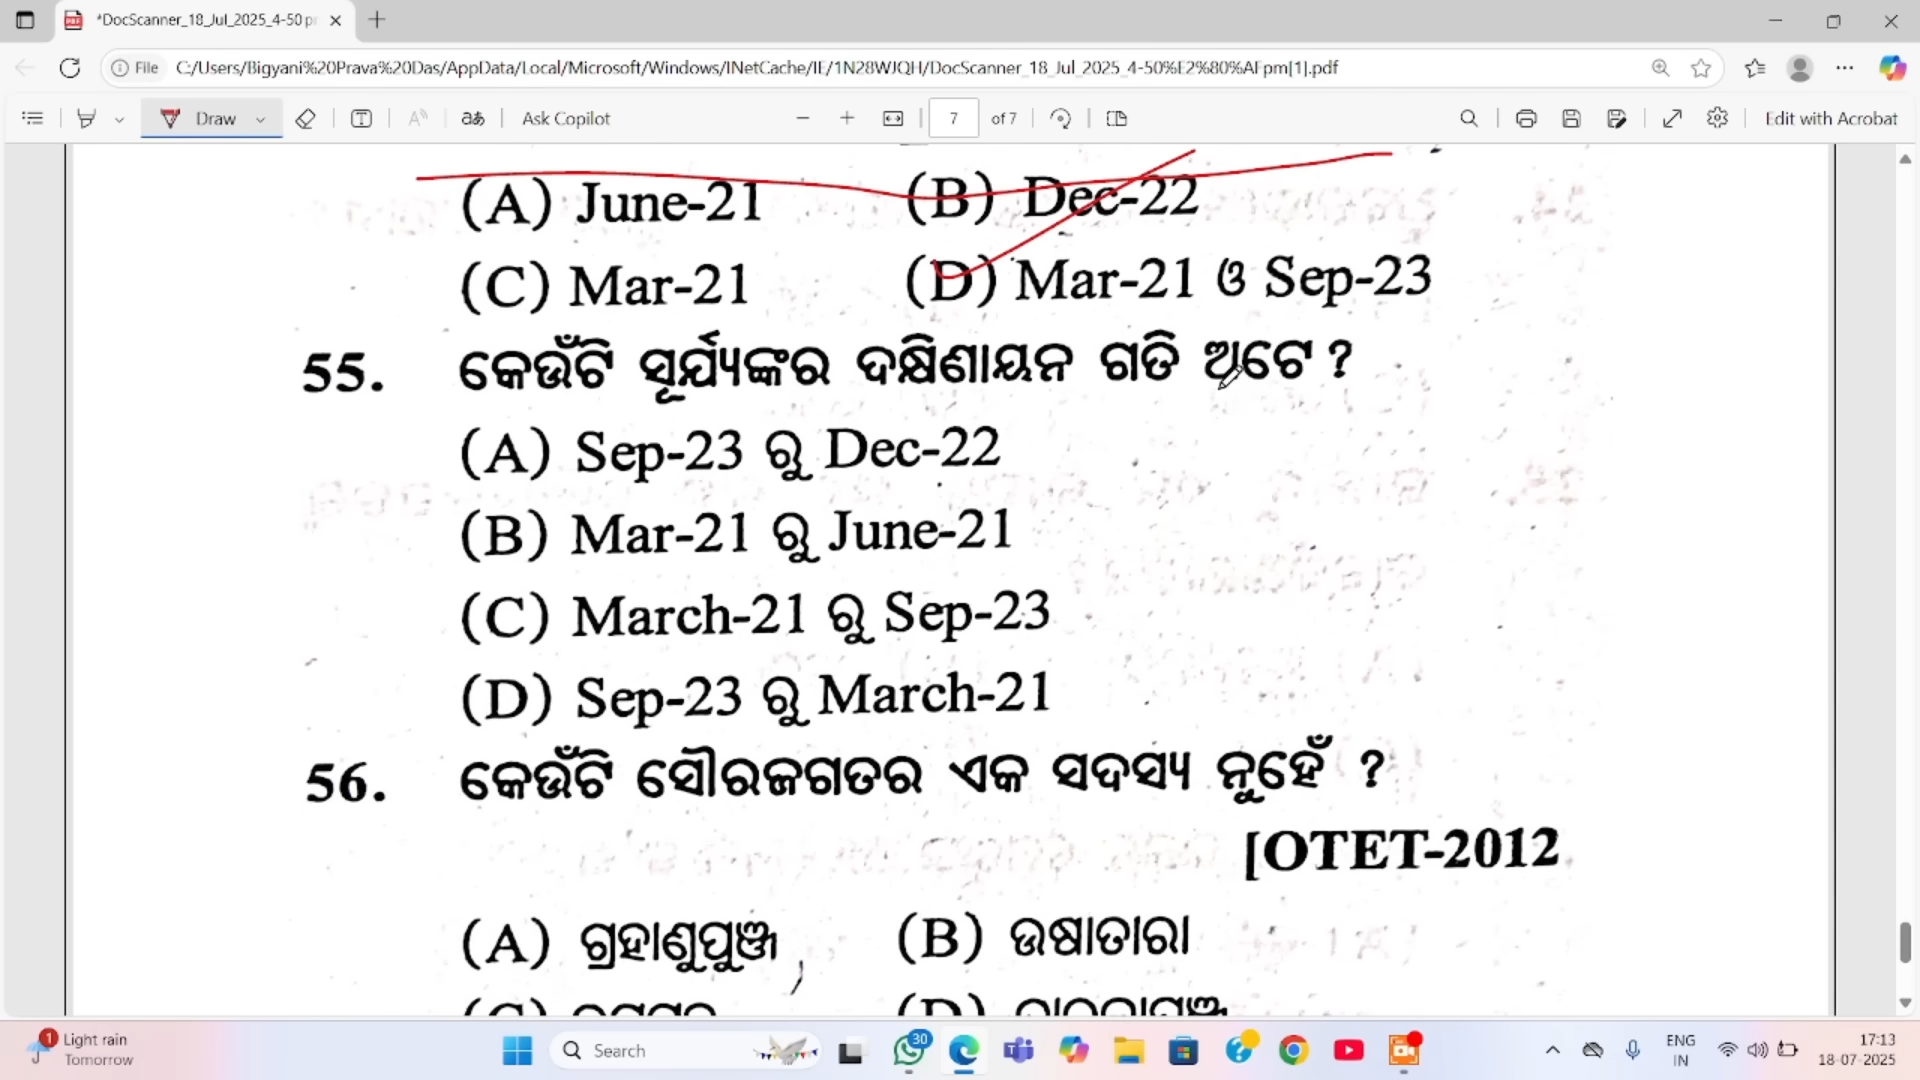 *DocScanner_18_Jul_2025_4-50 pr
File C:/Users/Bigyani%20Prava%20Das/AppData/Local/Microsoft/Windows/INetCache/IE/1N28WJQH/DocScanner_18_Jul_2025_4-50%E2%80%AFpm[1].pdf
Draw Ask Copilot 7 of 7 Edit with Acrobat
(A) June-21 (B) Dec-22
(C) Mar-21 (D) Mar-21 ଓ Sep-23
55. କେଉଁଟି ସୂର୍ଯ୍ୟଙ୍କର ଦକ୍ଷିଣାୟନ ଗତି ଅଟେ ?
(A) Sep-23 ରୁ Dec-22
(B) Mar-21 ରୁ June-21
(C) March-21 ରୁ Sep-23
(D) Sep-23 ରୁ March-21
56. କେଉଁଟି ସୌରଜଗତର ଏକ ସଦସ୍ୟ ନୁହେଁ ?
[OTET-2012
(A) ଗ୍ରହାଣୁପୁଞ୍ଜ (B) ଉଷାତାରା
(C) (D)
Light rain
Tomorrow
Search
30
ENG
IN
17:13
18-07-2025